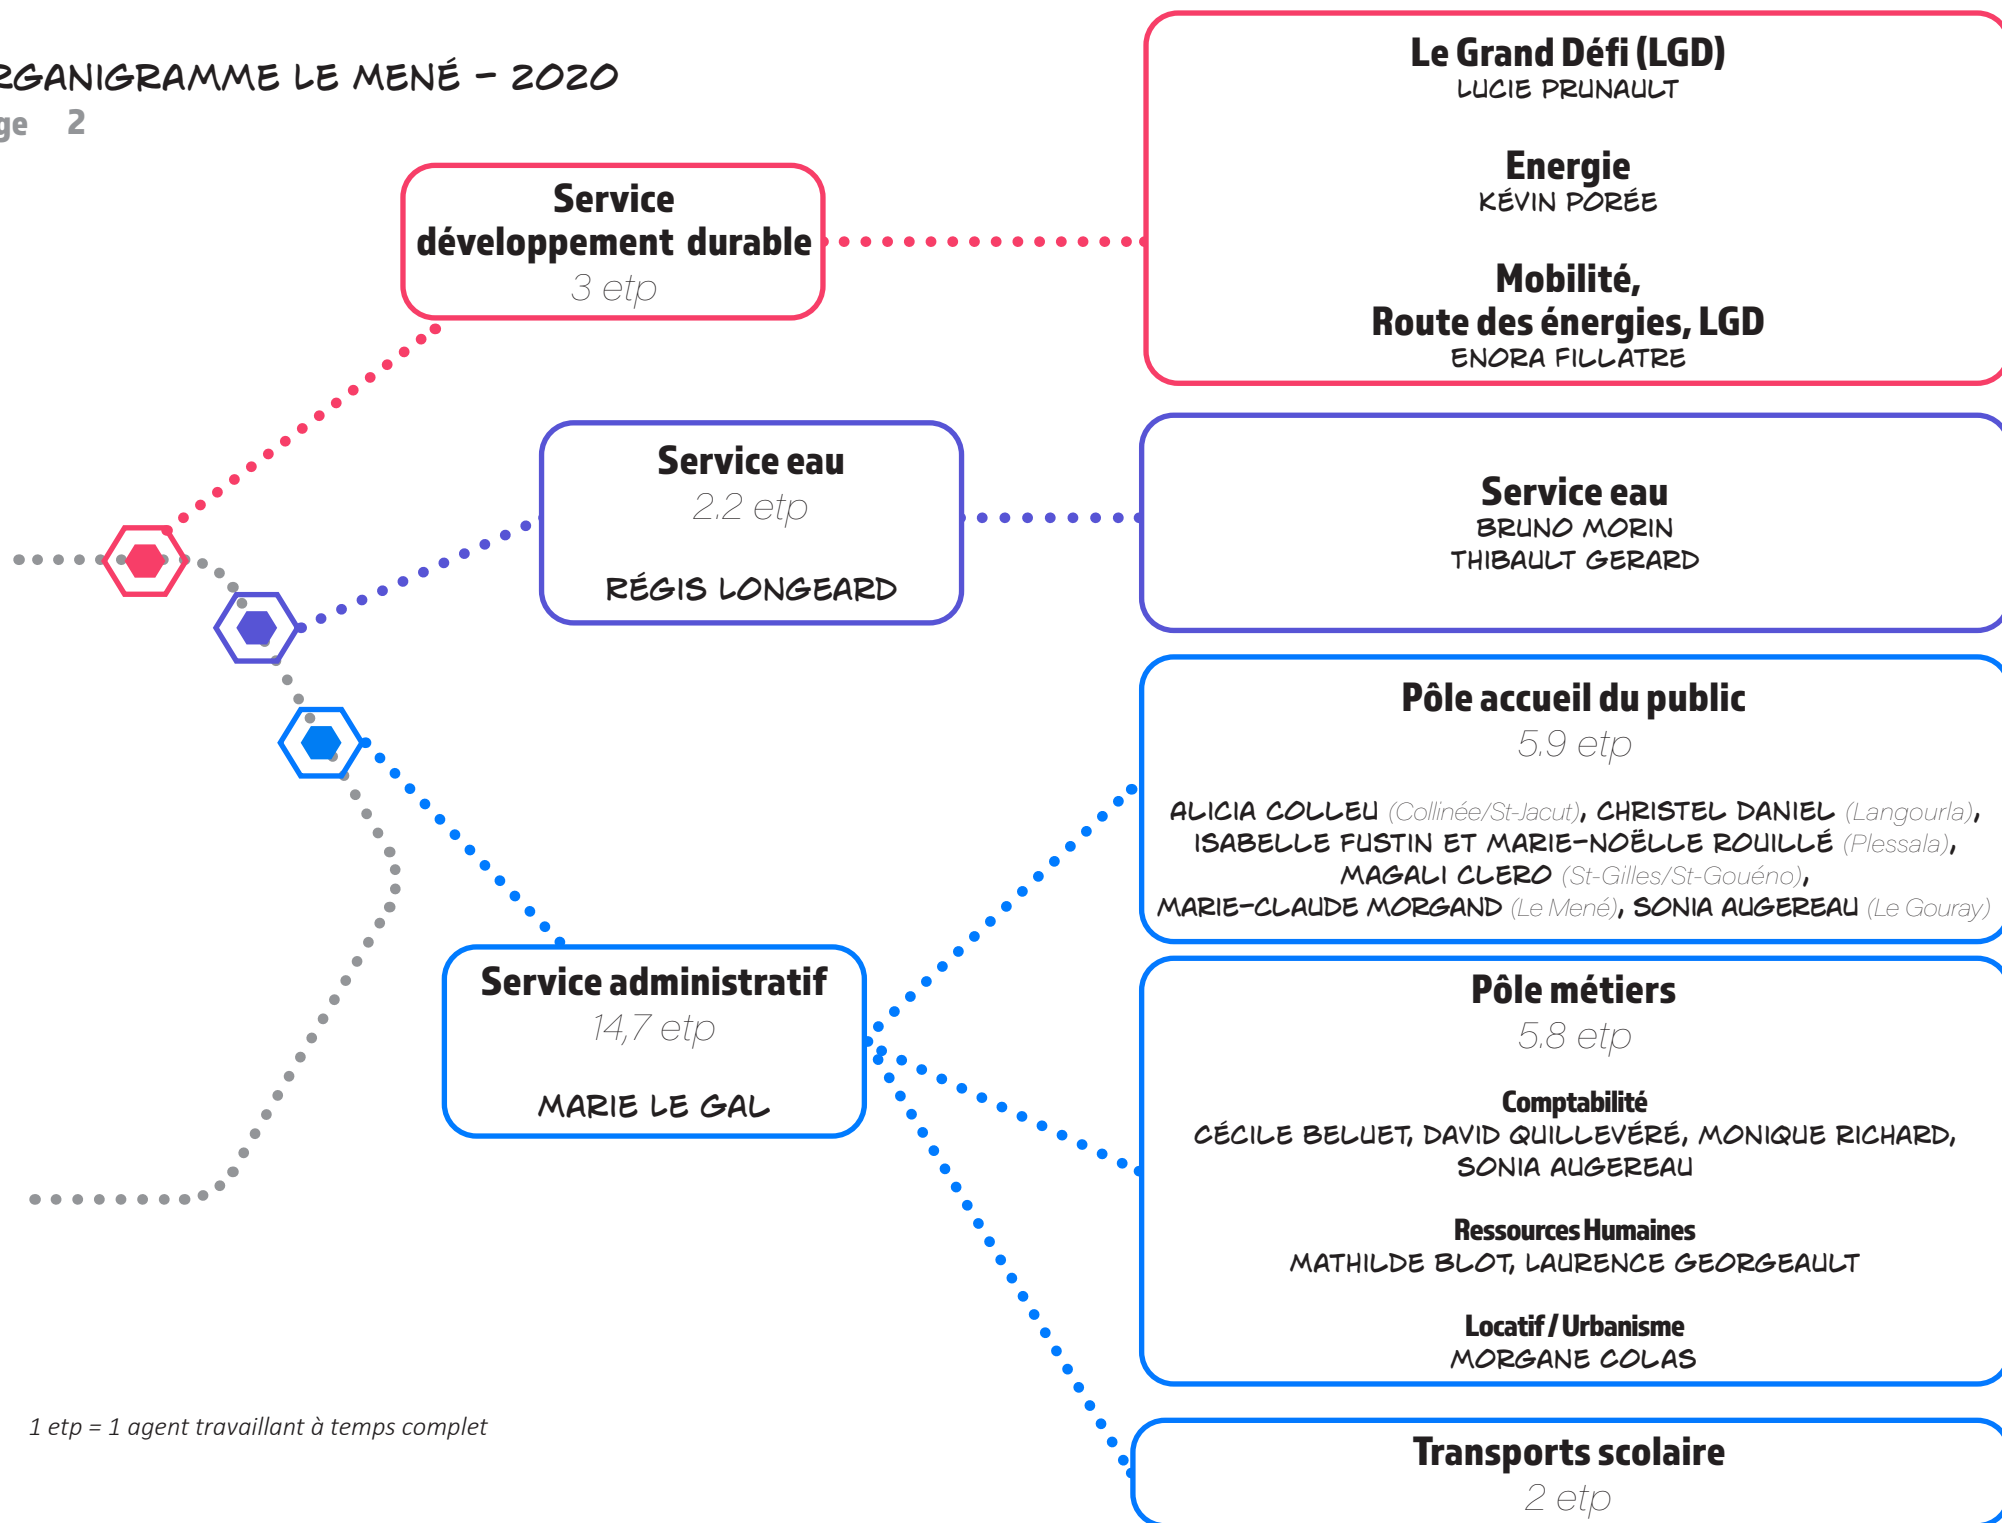 RGANIGRAMME LE MENÉ - 2020
ge 2
Service
développement durable
3 etp
Le Grand Défi (LGD)
LUCIE PRUNAULT
Energie
KÉVIN PORÉE
Mobilité,
Route des énergies, LGD
ENORA FILLATRE
Service eau
2.2 etp
RÉGIS LONGEARD
Service eau
BRUNO MORIN
THIBAULT GERARD
Service administratif
14,7 etp
MARIE LE GAL
Pôle accueil du public
5.9 etp
ALICIA COLLEU (Collinée/St-Jacut), CHRISTEL DANIEL (Langourla),
ISABELLE FUSTIN ET MARIE-NOËLLE ROUILLÉ (Plessala),
MAGALI CLERO (St-Gilles/St-Gouéno),
MARIE-CLAUDE MORGAND (Le Mené), SONIA AUGEREAU (Le Gouray)
Pôle métiers
5.8 etp
Comptabilité
CÉCILE BELUET, DAVID QUILLEVÉRÉ, MONIQUE RICHARD,
SONIA AUGEREAU
Ressources Humaines
MATHILDE BLOT, LAURENCE GEORGEAULT
Locatif / Urbanisme
MORGANE COLAS
Transports scolaire
2 etp
1 etp = 1 agent travaillant à temps complet